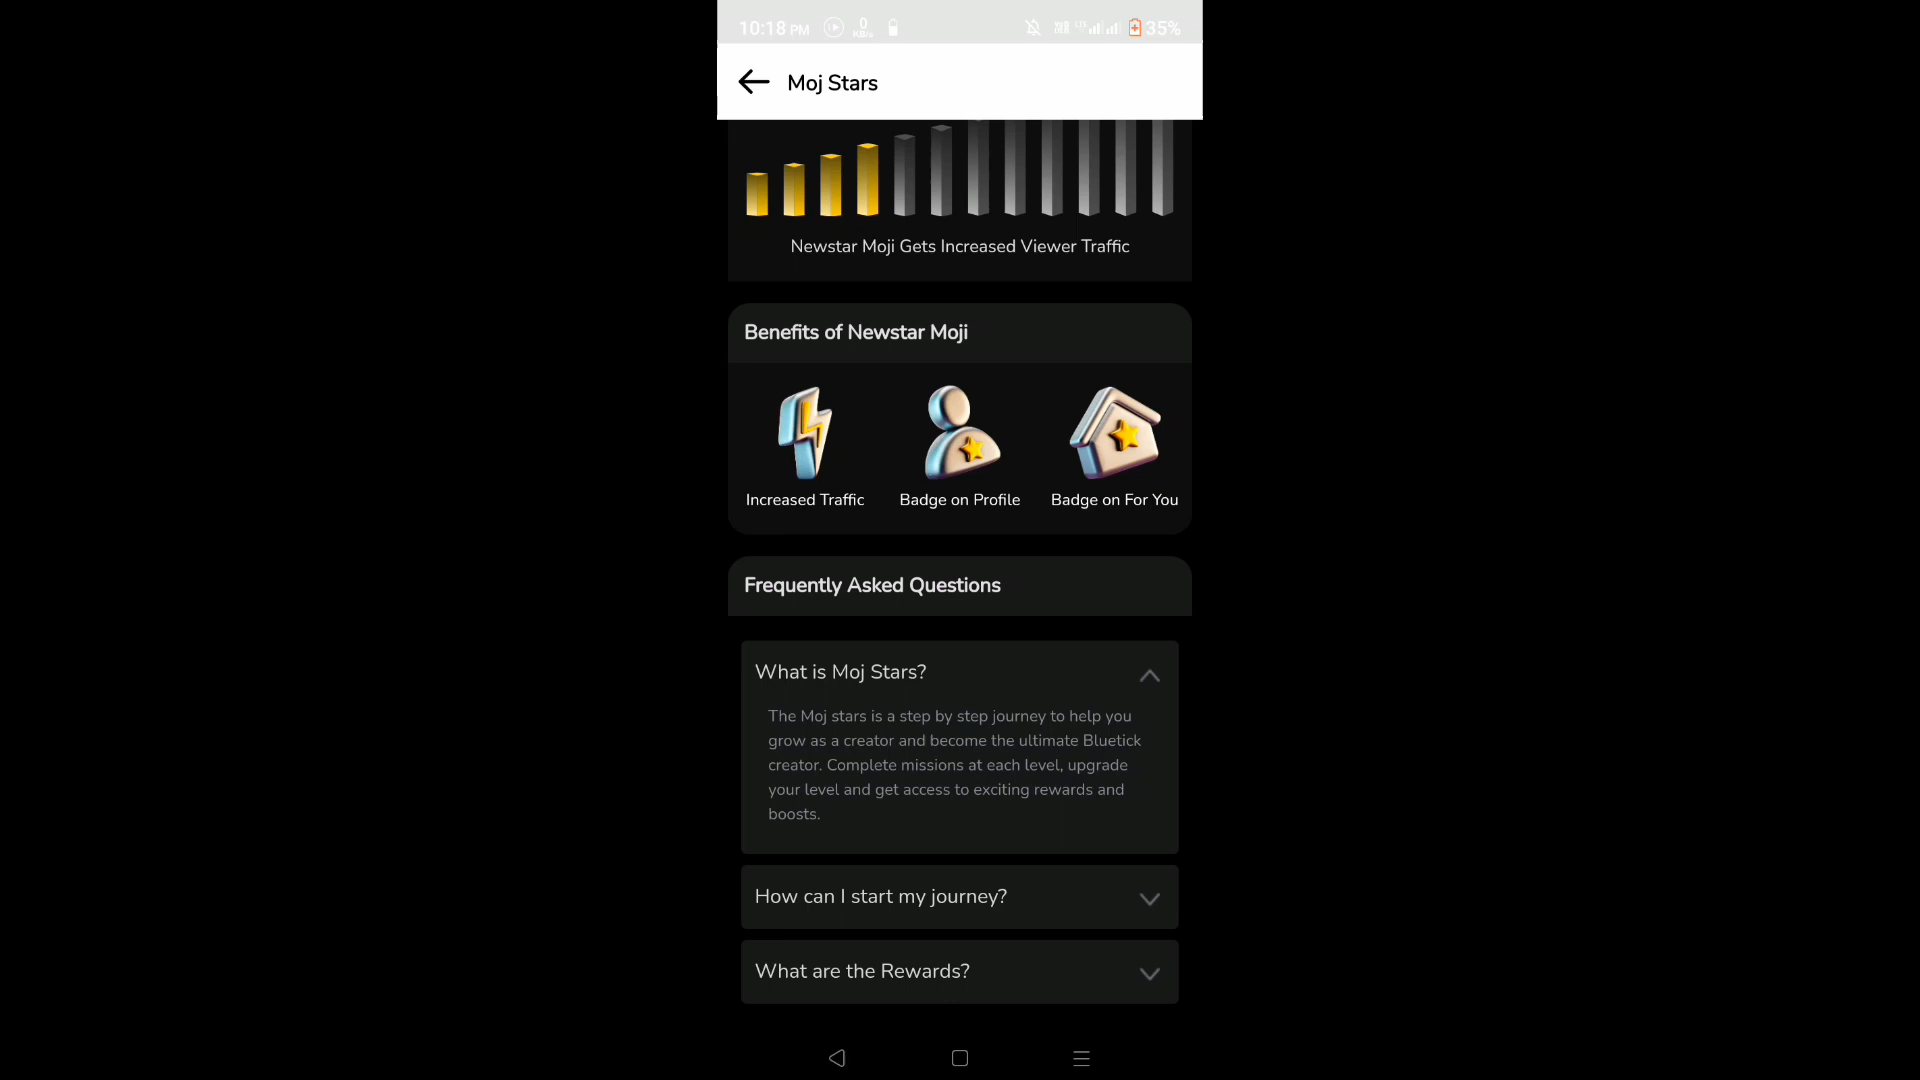 10:18 PM 0 KB/s 35%
Moj Stars
Newstar Moji Gets Increased Viewer Traffic
Benefits of Newstar Moji
Increased Traffic Badge on Profile Badge on For You
Frequently Asked Questions
What is Moj Stars?
The Moj stars is a step by step journey to help you
grow as a creator and become the ultimate Bluetick
creator. Complete missions at each level, upgrade
your level and get access to exciting rewards and
boosts.
How can I start my journey?
What are the Rewards?